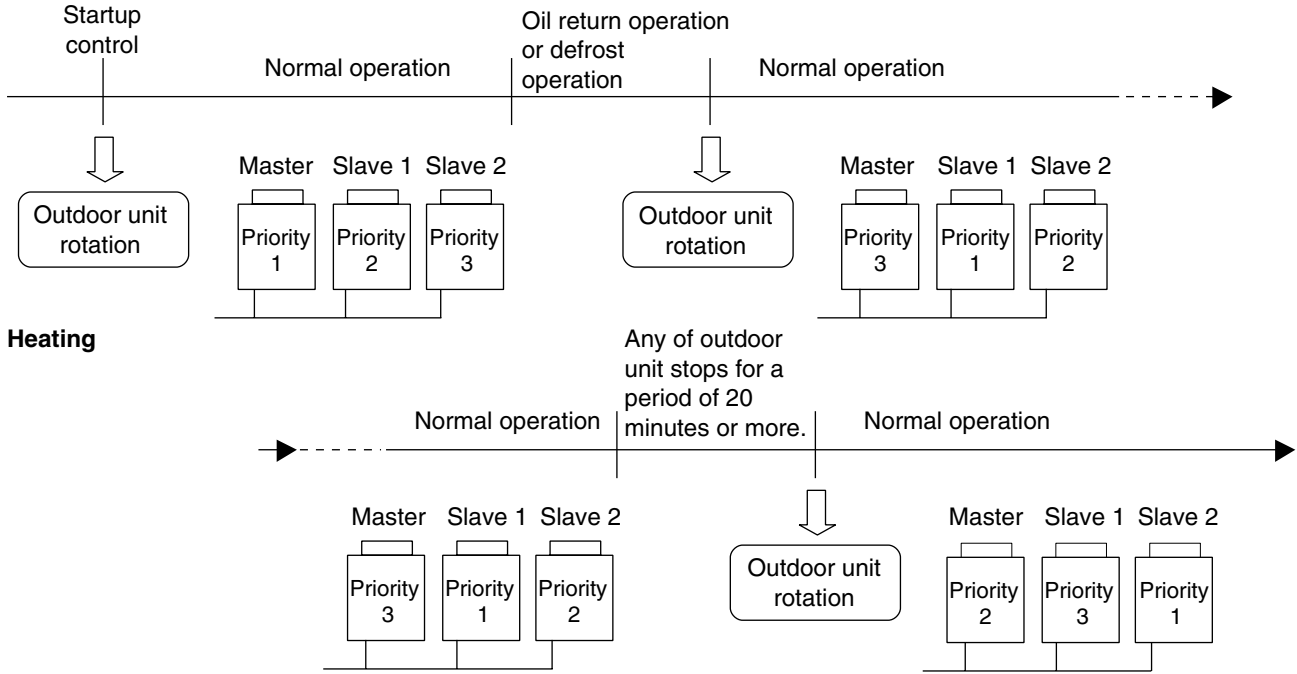 Startup
control
Normal operation
Oil return operation
or defrost
operation
Normal operation
Outdoor unit
rotation
Master Slave 1 Slave 2
Priority
1
Priority
2
Priority
3
Outdoor unit
rotation
Master Slave 1 Slave 2
Priority
3
Priority
1
Priority
2
Heating
Normal operation
Any of outdoor
unit stops for a
period of 20
minutes or more.
Normal operation
Master Slave 1 Slave 2
Priority
3
Priority
1
Priority
2
Outdoor unit
rotation
Master Slave 1 Slave 2
Priority
2
Priority
3
Priority
1